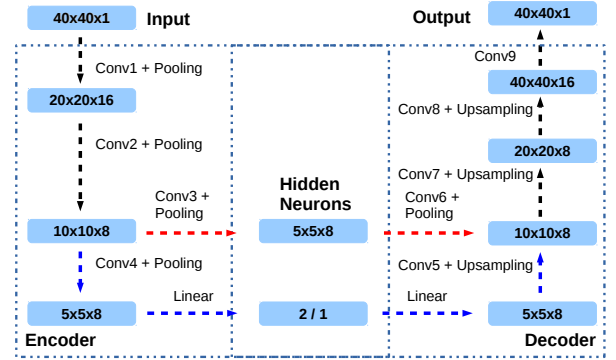 40x40x1
Input
Output
40x40x1
Conv1 + Pooling
Conv9
20x20x16
40x40x16
Conv8 + Upsampling
Conv2 + Pooling
20x20x8
Conv7 + Upsampling
Conv3 +
Pooling
Hidden
Neurons
Conv6 +
Pooling
10x10x8
5x5x8
10x10x8
Conv4 + Pooling
Conv5 + Upsampling
Linear
Linear
5x5x8
2 / 1
5x5x8
Encoder
Decoder